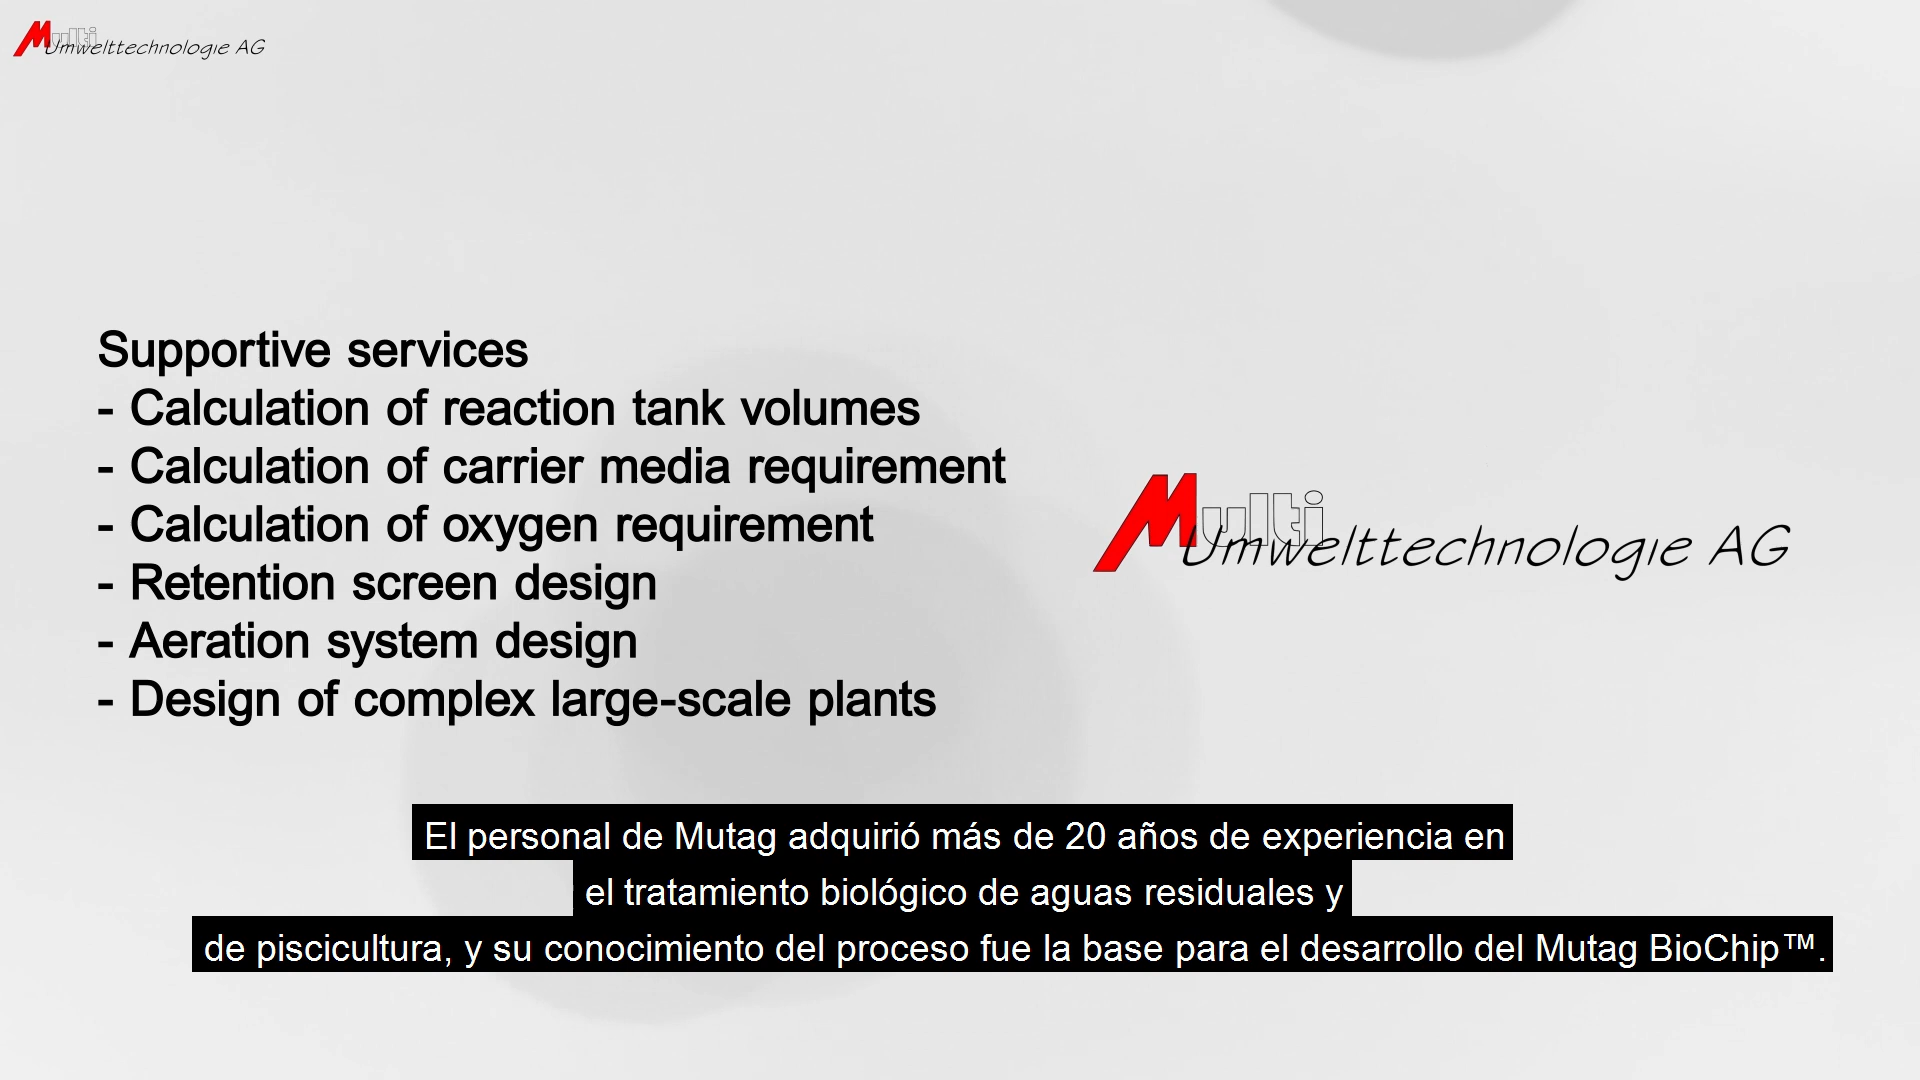 Multi
Umwelttechnologie AG
Supportive services
- Calculation of reaction tank volumes
- Calculation of carrier media requirement
- Calculation of oxygen requirement
- Retention screen design
- Aeration system design
- Design of complex large-scale plants
Multi
Umwelttechnologie AG
El personal de Mutag adquirió más de 20 años de experiencia en
el tratamiento biológico de aguas residuales y
de piscicultura, y su conocimiento del proceso fue la base para el desarrollo del Mutag BioChip™.